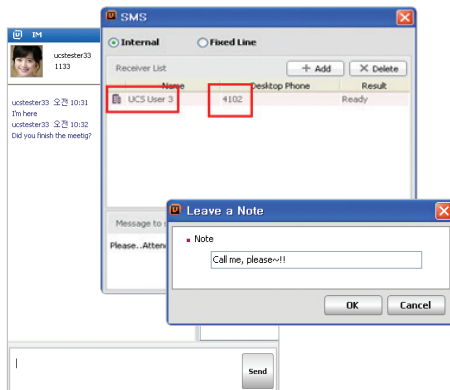 SMS
Internal Fixed Line
Receiver List + Add X Delete
Name Desktop Phone Result
UCS User 3 4102 Ready
Message to
Please..Atten
IM
ucstester33
1133
ucstester33 오전 10:31
I'm here
ucstester33 오전 10:32
Did you finish the meetig?
Send
Leave a Note
Note
Call me, please~!!
OK Cancel